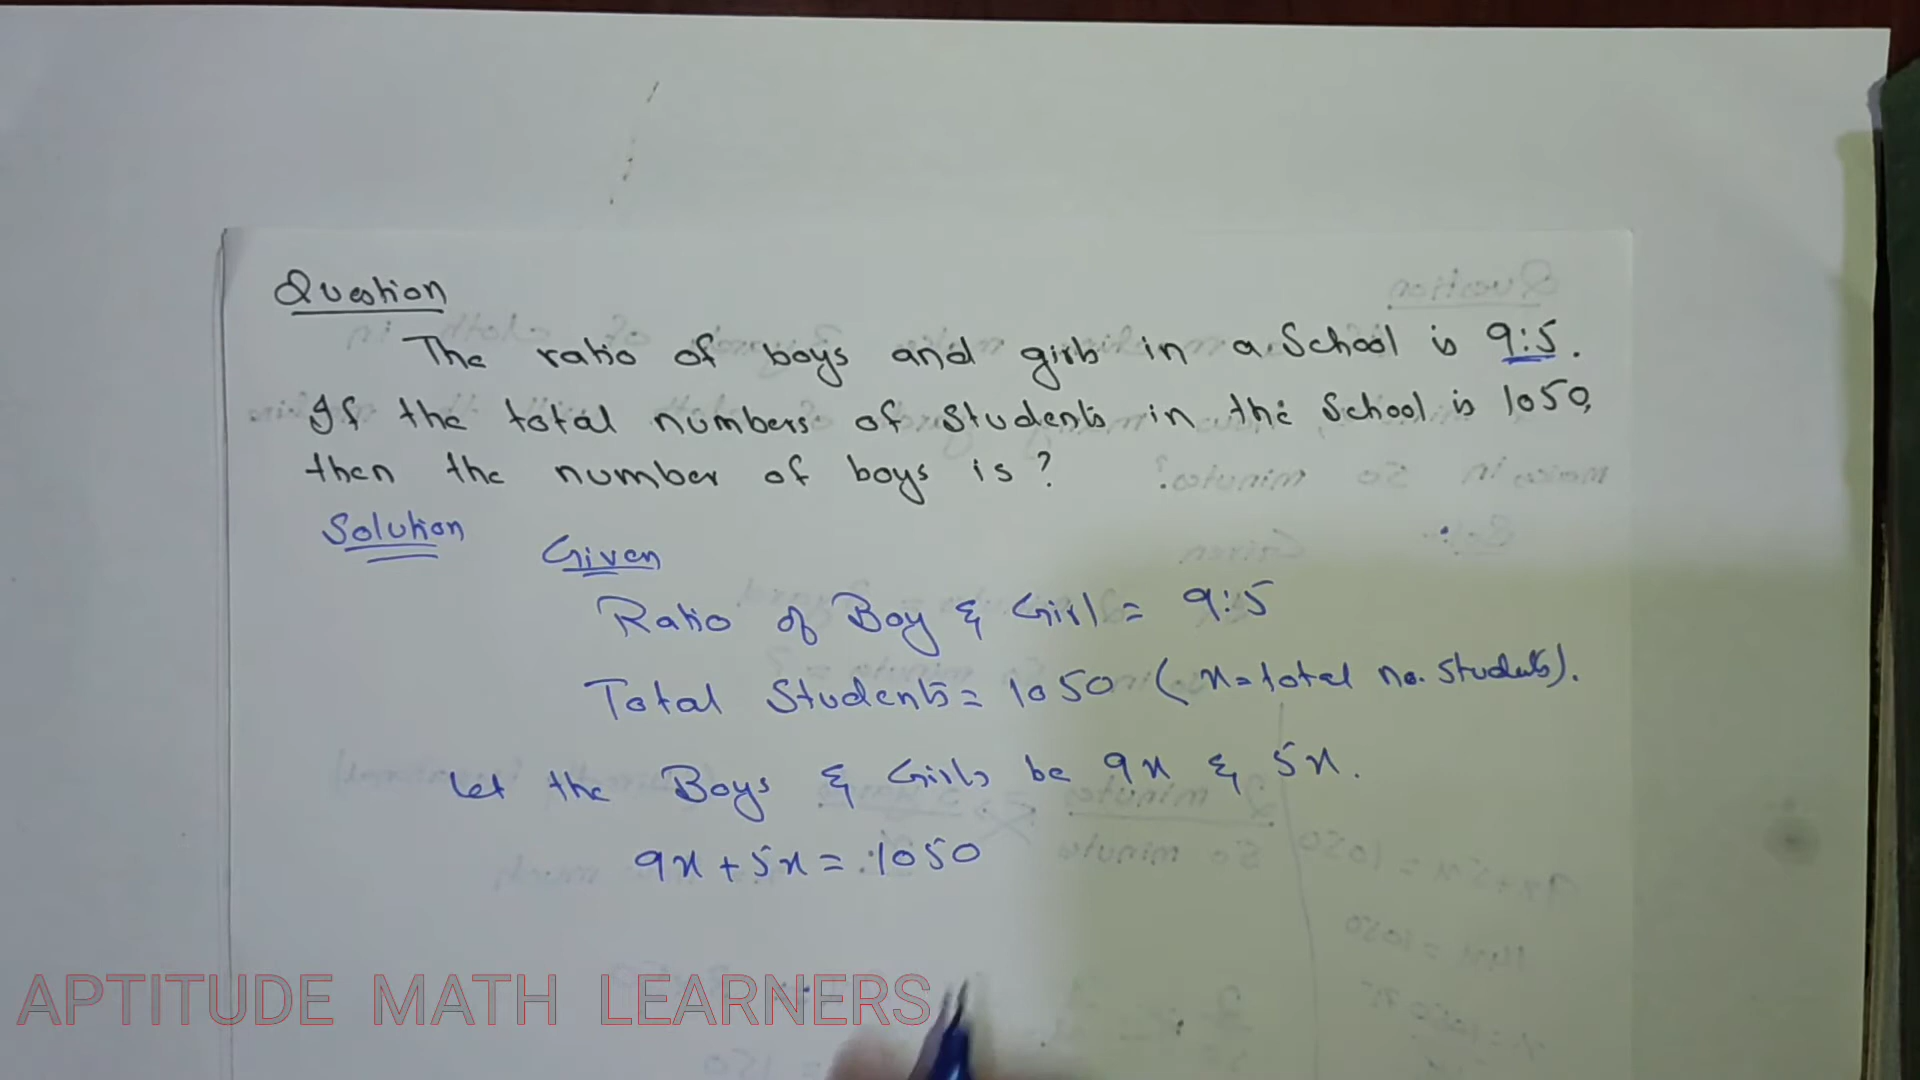 Question
The ratio of boys and girls in a School is 9:5.
If the total numbers of Students in the School is 1050,
then the number of boys is?
Solution
Given
Ratio of Boy & Girl = 9:5
Total Students = 1050 (x = total no. students).
Let the Boys & Girls be 9x & 5x.
9x + 5x = 1050
APTITUDE MATH LEARNERS